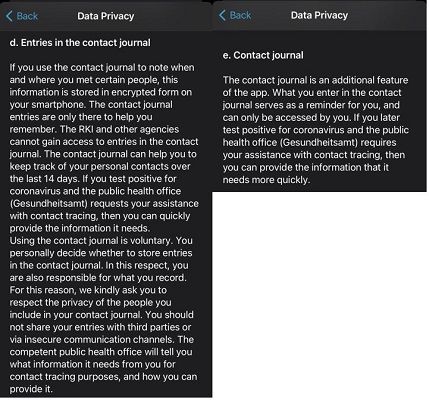 Back
Data Privacy
d. Entries in the contact journal
If you use the contact journal to note when
and where you met certain people, this
information is stored in encrypted form on
your smartphone. The contact journal
entries are only there to help you
remember. The RKI and other agencies
cannot gain access to entries in the contact
journal. The contact journal can help you to
keep track of your personal contacts over
the last 14 days. If you test positive for
coronavirus and the public health office
(Gesundheitsamt) requests your assistance
with contact tracing, then you can quickly
provide the information it needs.
Using the contact journal is voluntary. You
personally decide whether to store entries
in the contact journal. In this respect, you
are also responsible for what you record.
For this reason, we kindly ask you to
respect the privacy of the people you
include in your contact journal. You should
not share your entries with third parties or
via insecure communication channels. The
competent public health office will tell you
what information it needs from you for
contact tracing purposes, and how you can
provide it.
Back
Data Privacy
e. Contact journal
The contact journal is an additional feature
of the app. What you enter in the contact
journal serves as a reminder for you, and
can only be accessed by you. If you later
test positive for coronavirus and the public
health office (Gesundheitsamt) requires
your assistance with contact tracing, then
you can provide the information that it
needs more quickly.